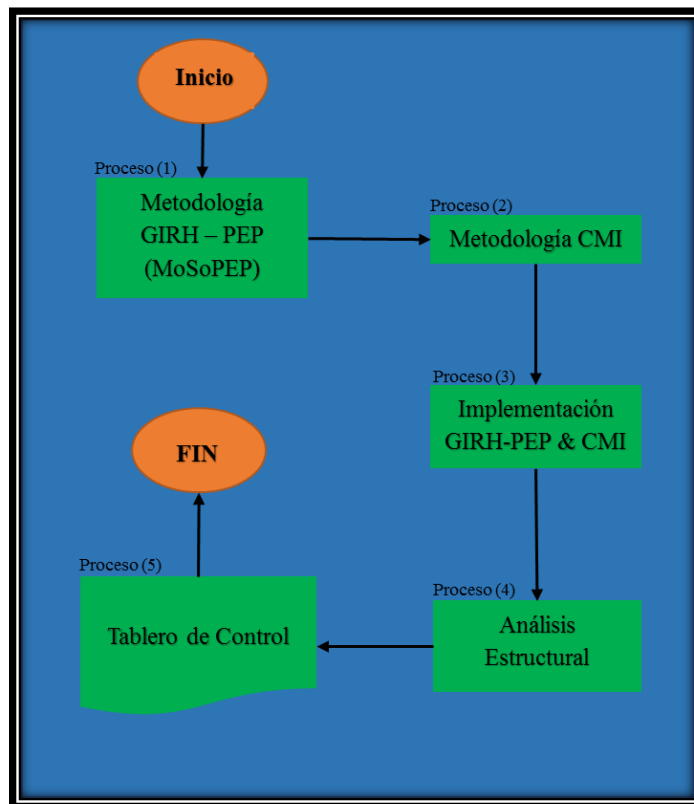 Inicio
Proceso (1)
Metodología
GIRH – PEP
(MoSoPEP)
Proceso (2)
Metodología CMI
Proceso (3)
Implementación
GIRH-PEP & CMI
Proceso (4)
Análisis
Estructural
Proceso (5)
Tablero de Control
FIN